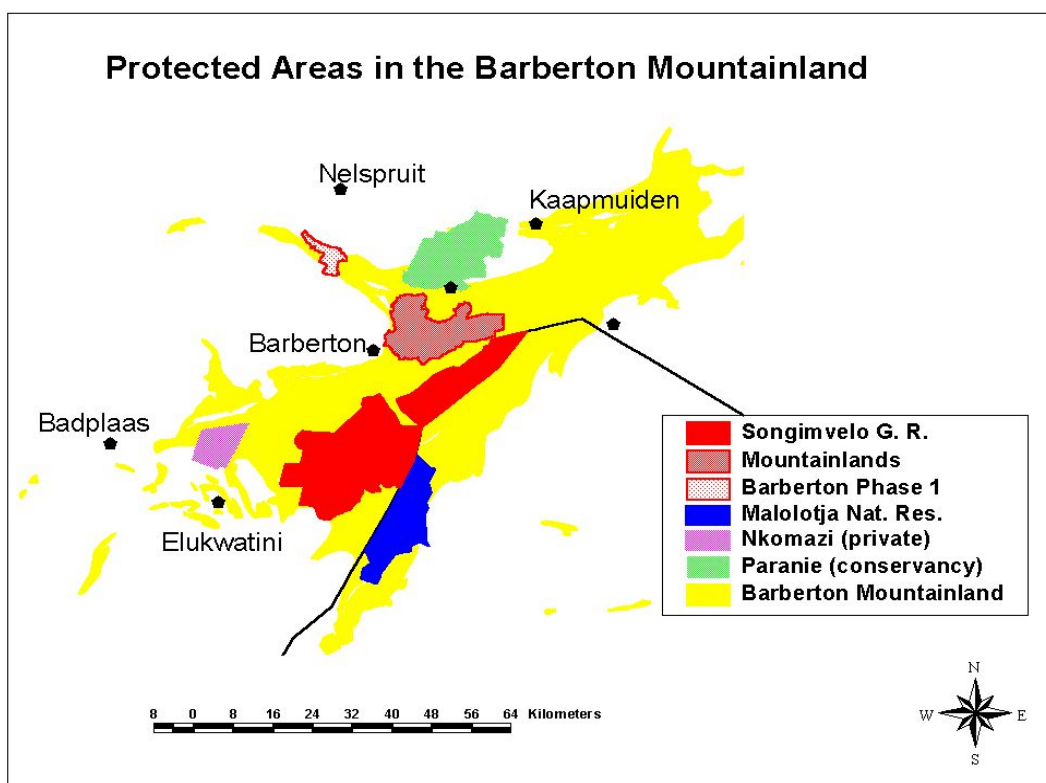 Protected Areas in the Barberton Mountainland
Nelspruit
Kaapmuiden
Barberton
Badplaas
Elukwatini
Songimvelo G. R.
Mountainlands
Barberton Phase 1
Malolotja Nat. Res.
Nkomazi (private)
Paranie (conservancy)
Barberton Mountainland
8 0 8 16 24 32 40 48 56 64 Kilometers
N
W E
S